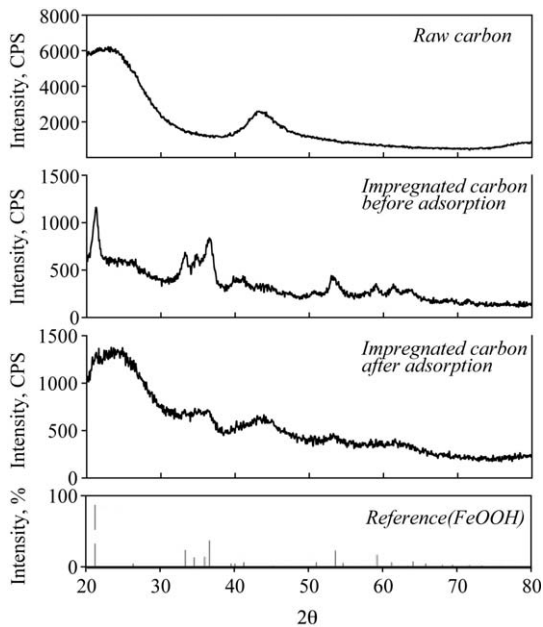 Intensity, CPS
8000
6000
4000
2000
Raw carbon
Intensity, CPS
1500
1000
500
0
Impregnated carbon
before adsorption
Intensity, CPS
1500
1000
500
0
Impregnated carbon
after adsorption
Intensity, %
100
0
Reference(FeOOH)
20
30
40
50
60
70
80
2θ